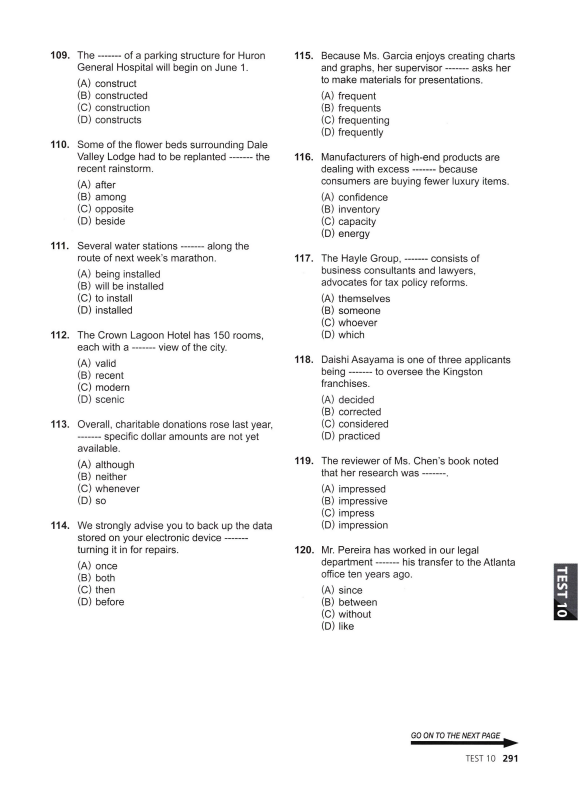 109. The ------- of a parking structure for Huron
General Hospital will begin on June 1.
(A) construct
(B) constructed
(C) construction
(D) constructs
110. Some of the flower beds surrounding Dale
Valley Lodge had to be replanted ------- the
recent rainstorm.
(A) after
(B) among
(C) opposite
(D) beside
111. Several water stations ------- along the
route of next week's marathon.
(A) being installed
(B) will be installed
(C) to install
(D) installed
112. The Crown Lagoon Hotel has 150 rooms,
each with a ------- view of the city.
(A) valid
(B) recent
(C) modern
(D) scenic
113. Overall, charitable donations rose last year,
------- specific dollar amounts are not yet
available.
(A) although
(B) neither
(C) whenever
(D) so
114. We strongly advise you to back up the data
stored on your electronic device -------
turning it in for repairs.
(A) once
(B) both
(C) then
(D) before
115. Because Ms. Garcia enjoys creating charts
and graphs, her supervisor ------- asks her
to make materials for presentations.
(A) frequent
(B) frequents
(C) frequenting
(D) frequently
116. Manufacturers of high-end products are
dealing with excess ------- because
consumers are buying fewer luxury items.
(A) confidence
(B) inventory
(C) capacity
(D) energy
117. The Hayle Group, ------- consists of
business consultants and lawyers,
advocates for tax policy reforms.
(A) themselves
(B) someone
(C) whoever
(D) which
118. Daishi Asayama is one of three applicants
being ------- to oversee the Kingston
franchises.
(A) decided
(B) corrected
(C) considered
(D) practiced
119. The reviewer of Ms. Chen's book noted
that her research was -------.
(A) impressed
(B) impressive
(C) impress
(D) impression
120. Mr. Pereira has worked in our legal
department ------- his transfer to the Atlanta
office ten years ago.
(A) since
(B) between
(C) without
(D) like
TEST 10
GO ON TO THE NEXT PAGE
TEST 10 291